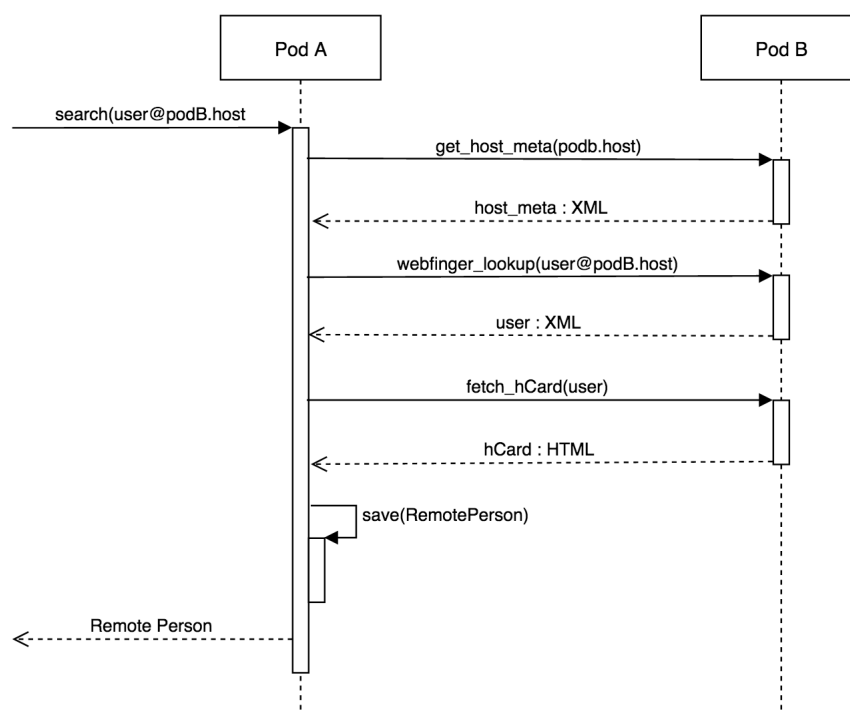 Pod A
Pod B
search(user@podB.host
get_host_meta(podb.host)
host_meta : XML
webfinger_lookup(user@podB.host)
user : XML
fetch_hCard(user)
hCard : HTML
save(RemotePerson)
Remote Person